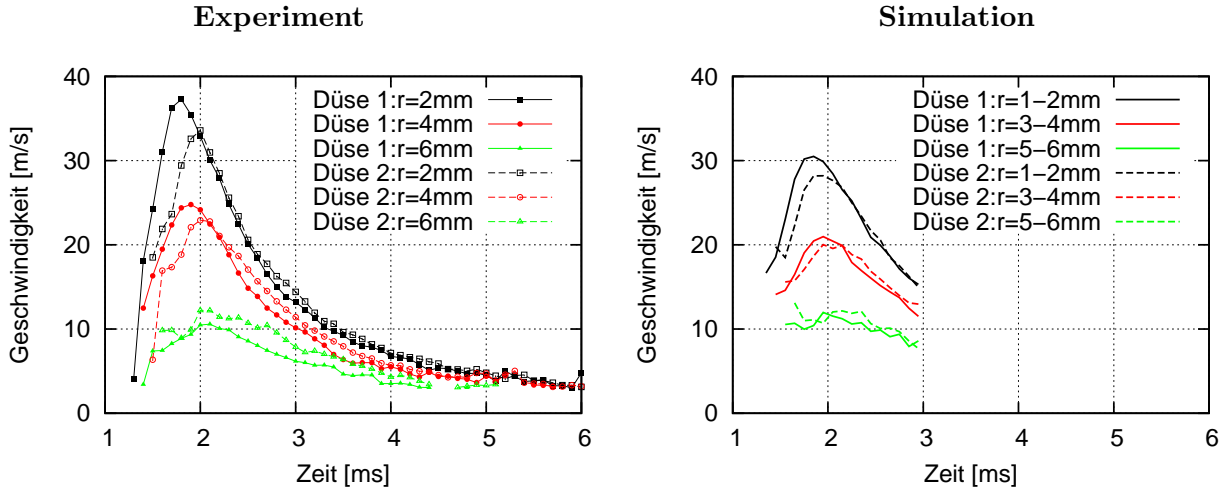 Experiment
Geschwindigkeit [m/s]
40
30
20
10
0
Düse 1:r=2mm
Düse 1:r=4mm
Düse 1:r=6mm
Düse 2:r=2mm
Düse 2:r=4mm
Düse 2:r=6mm
1 2 3 4 5 6
Zeit [ms]
Simulation
Geschwindigkeit [m/s]
40
30
20
10
0
Düse 1:r=1−2mm
Düse 1:r=3−4mm
Düse 1:r=5−6mm
Düse 2:r=1−2mm
Düse 2:r=3−4mm
Düse 2:r=5−6mm
1 2 3 4 5 6
Zeit [ms]